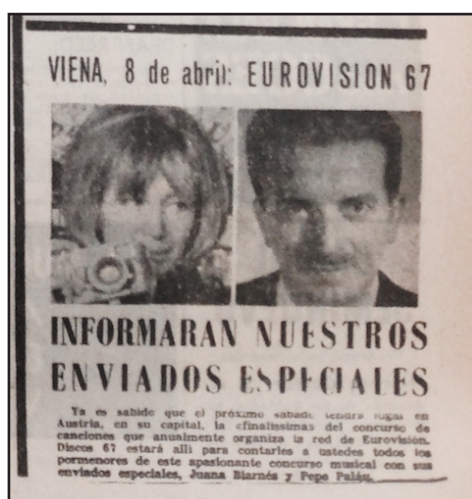 VIENA, 8 de abril: EUROVISION 67
INFORMARAN NUESTROS
ENVIADOS ESPECIALES
Ya es sabido que el próximo sábado tendrá lugar en
Austria, en su capital, la «finalíssima» del concurso de
canciones que anualmente organiza la red de Eurovisión.
Discos 67 estará allí para contarles a ustedes todos los
pormenores de este apasionante concurso musical con sus
enviados especiales, Juana Biarnés y Pepe Palau.